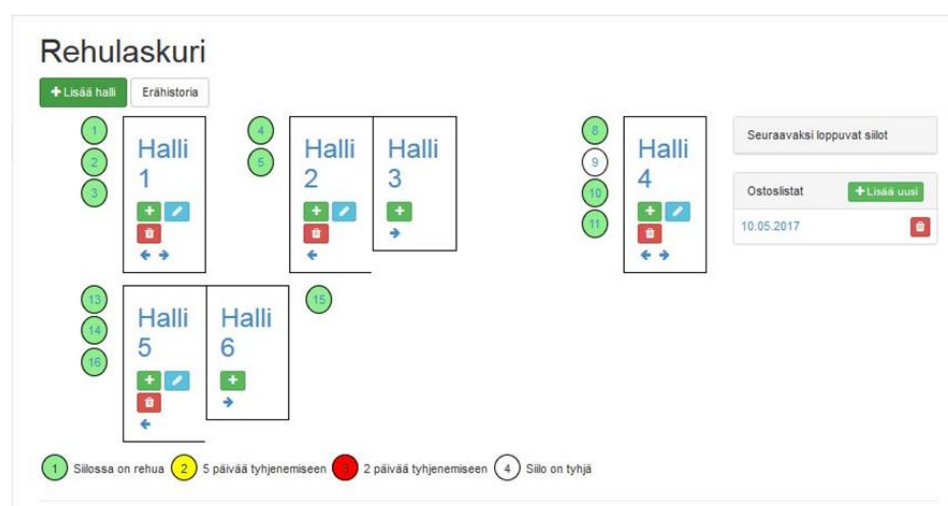 Rehulaskuri
+ Lisää halli
Erähistoria
1
2
3
Halli
1
4
5
Halli
2
Halli
3
8
9
10
11
Halli
4
Seuraavaksi loppuvat siilot
Ostoslistat
+ Lisää uusi
10.05.2017
13
14
16
Halli
5
Halli
6
15
1 Siilossa on rehua 2 5 päivää tyhjenemiseen 3 2 päivää tyhjenemiseen 4 Siilo on tyhjä